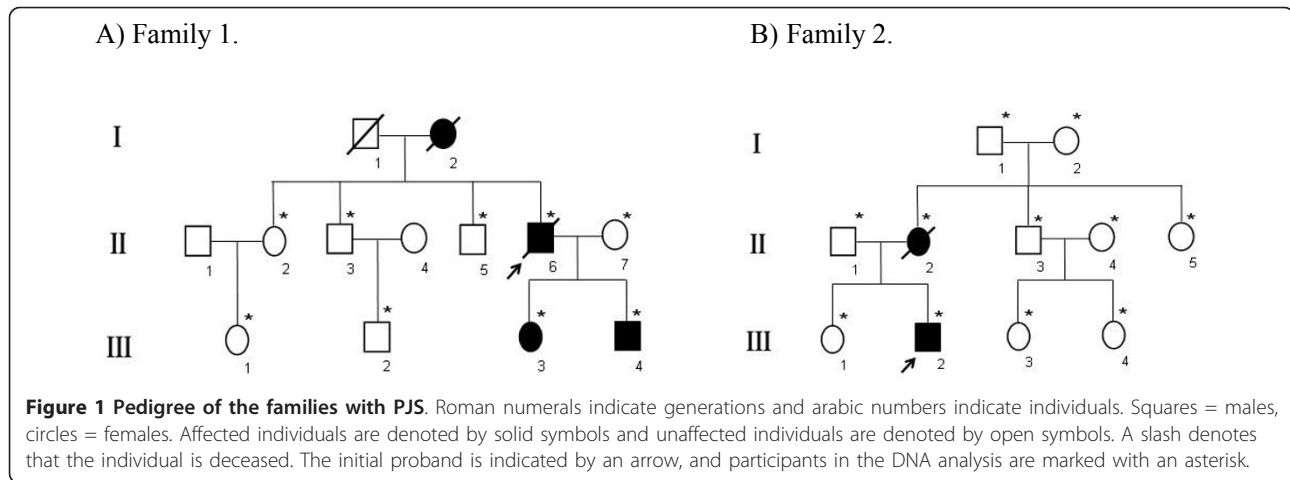 A) Family 1. B) Family 2.
I
1 2
* *
1 2
II
* * * * *
1 2 3 4 5 6 7
* * * * *
1 2 3 4 5
III
* * * *
1 2 3 4
* * * *
1 2 3 4
Figure 1 Pedigree of the families with PJS. Roman numerals indicate generations and arabic numbers indicate individuals. Squares = males,
circles = females. Affected individuals are denoted by solid symbols and unaffected individuals are denoted by open symbols. A slash denotes
that the individual is deceased. The initial proband is indicated by an arrow, and participants in the DNA analysis are marked with an asterisk.